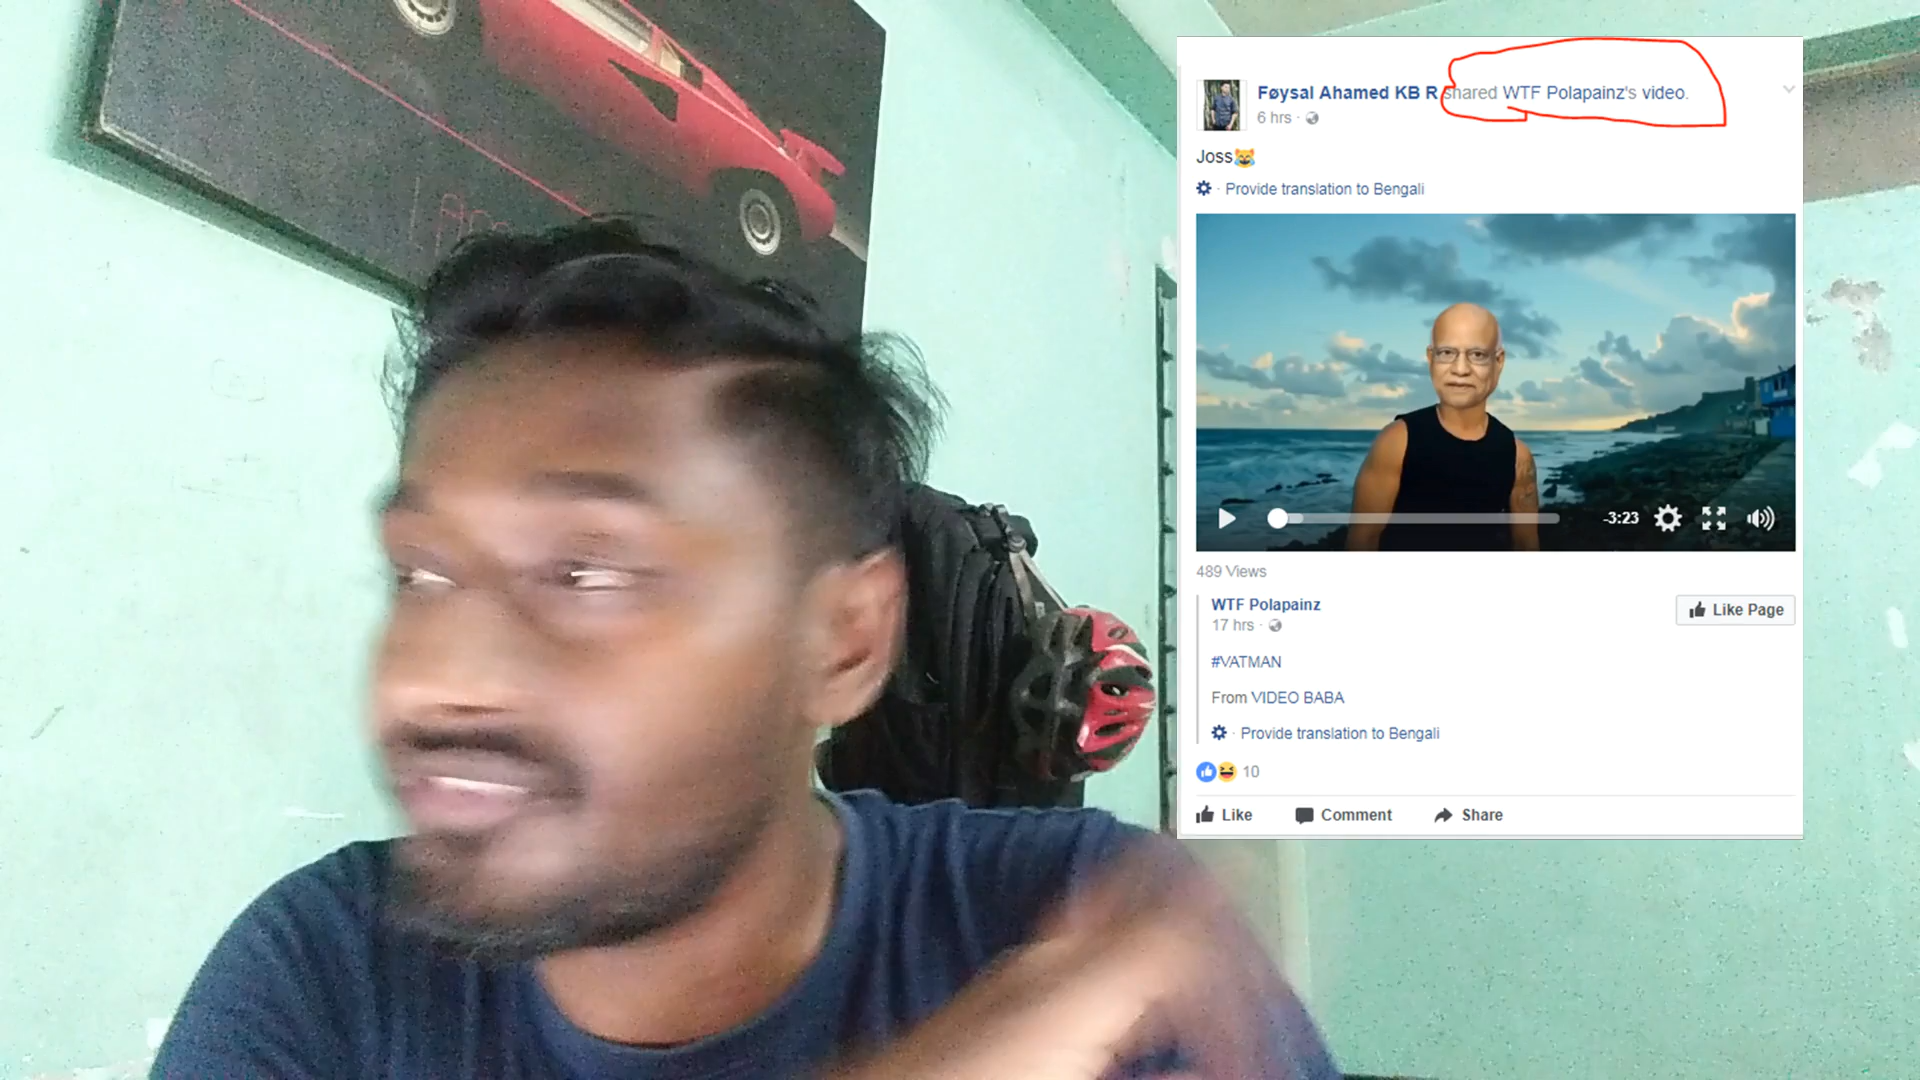 Føysal Ahamed KB R shared WTF Polapainz's video.
6 hrs ·
Joss😹
· Provide translation to Bengali
-3:23
489 Views
WTF Polapainz
Like Page
17 hrs ·
#VATMAN
From VIDEO BABA
· Provide translation to Bengali
10
Like Comment Share